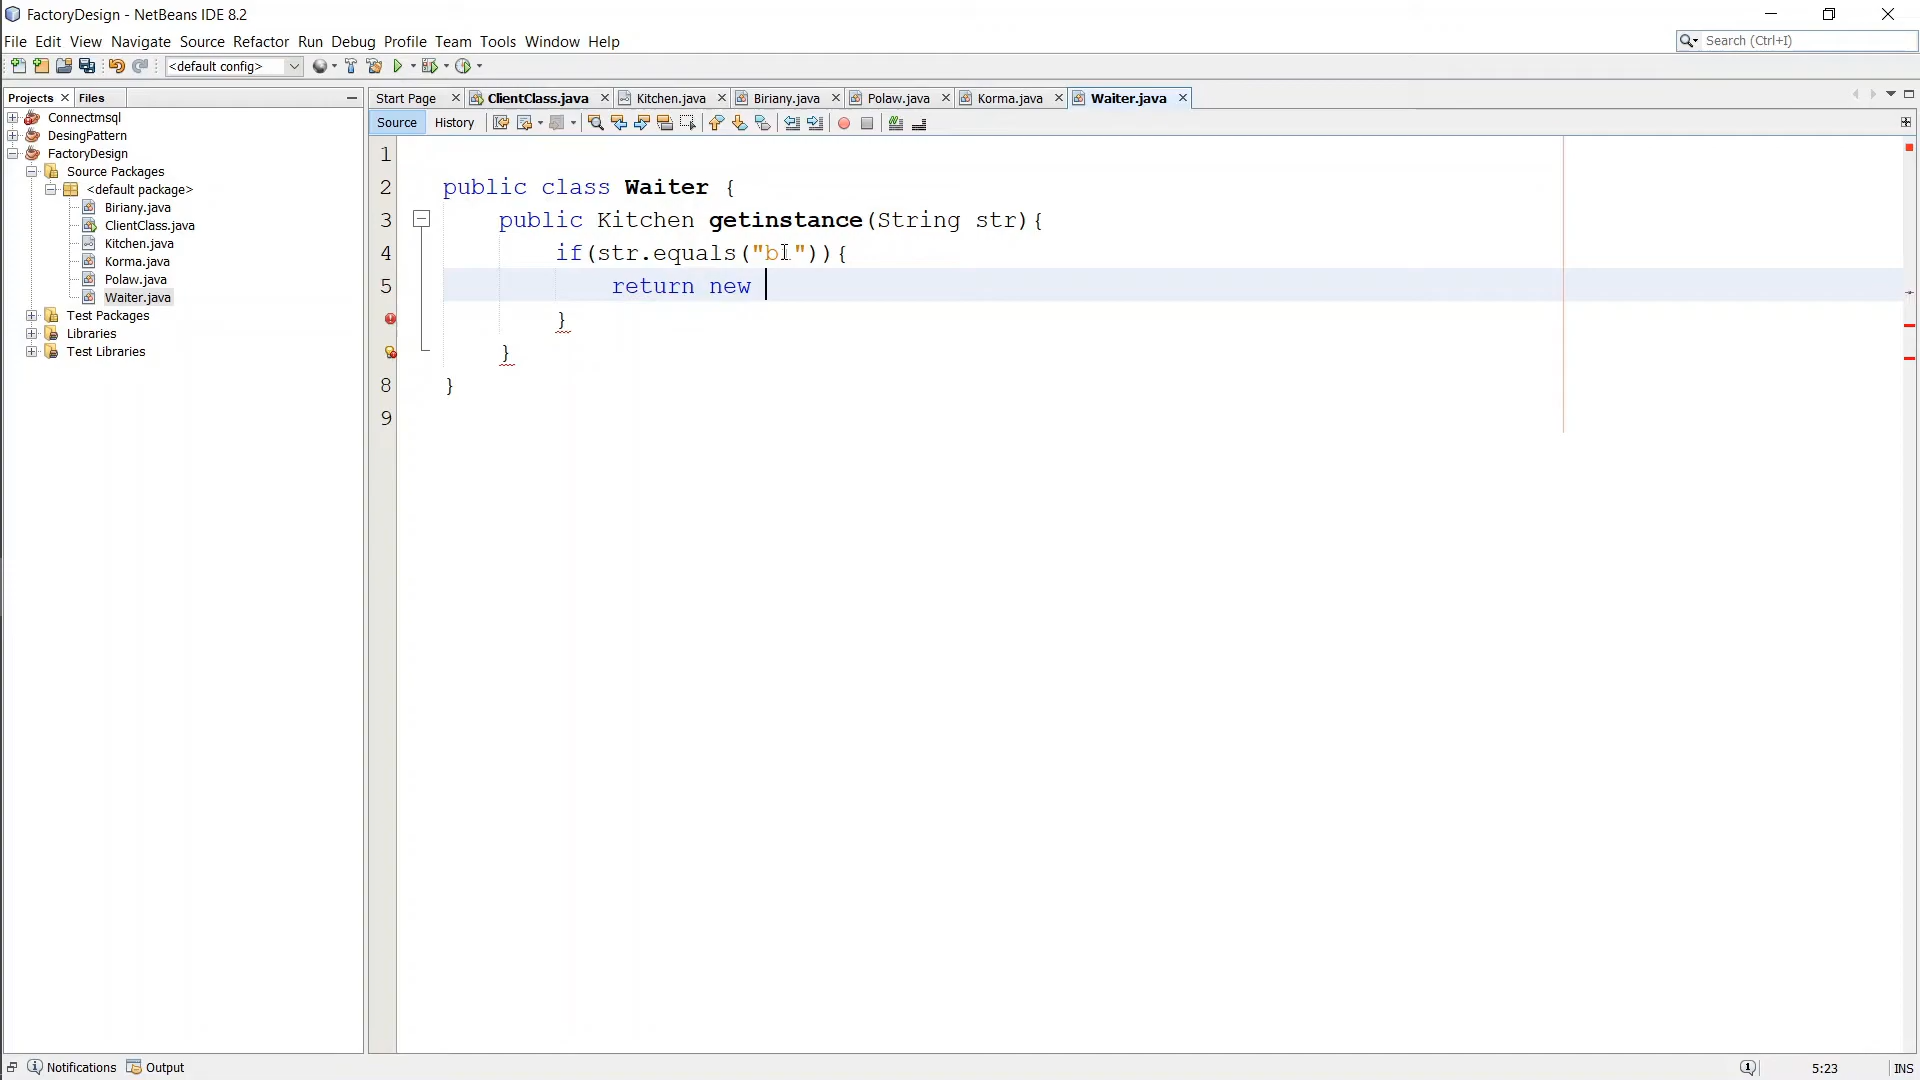 FactoryDesign - NetBeans IDE 8.2
File Edit View Navigate Source Refactor Run Debug Profile Team Tools Window Help
Search (Ctrl+I)
<default config>
Projects Files
Start Page ClientClass.java Kitchen.java Biriany.java Polaw.java Korma.java Waiter.java
Source History
Connectmsql
DesingPattern
FactoryDesign
Source Packages
<default package>
Biriany.java
ClientClass.java
Kitchen.java
Korma.java
Polaw.java
Waiter.java
Test Packages
Libraries
Test Libraries
1
2 public class Waiter {
3 public Kitchen getinstance(String str){
4 if(str.equals("bi")){
5 return new
}
}
8 }
9
Notifications Output
5:23 INS